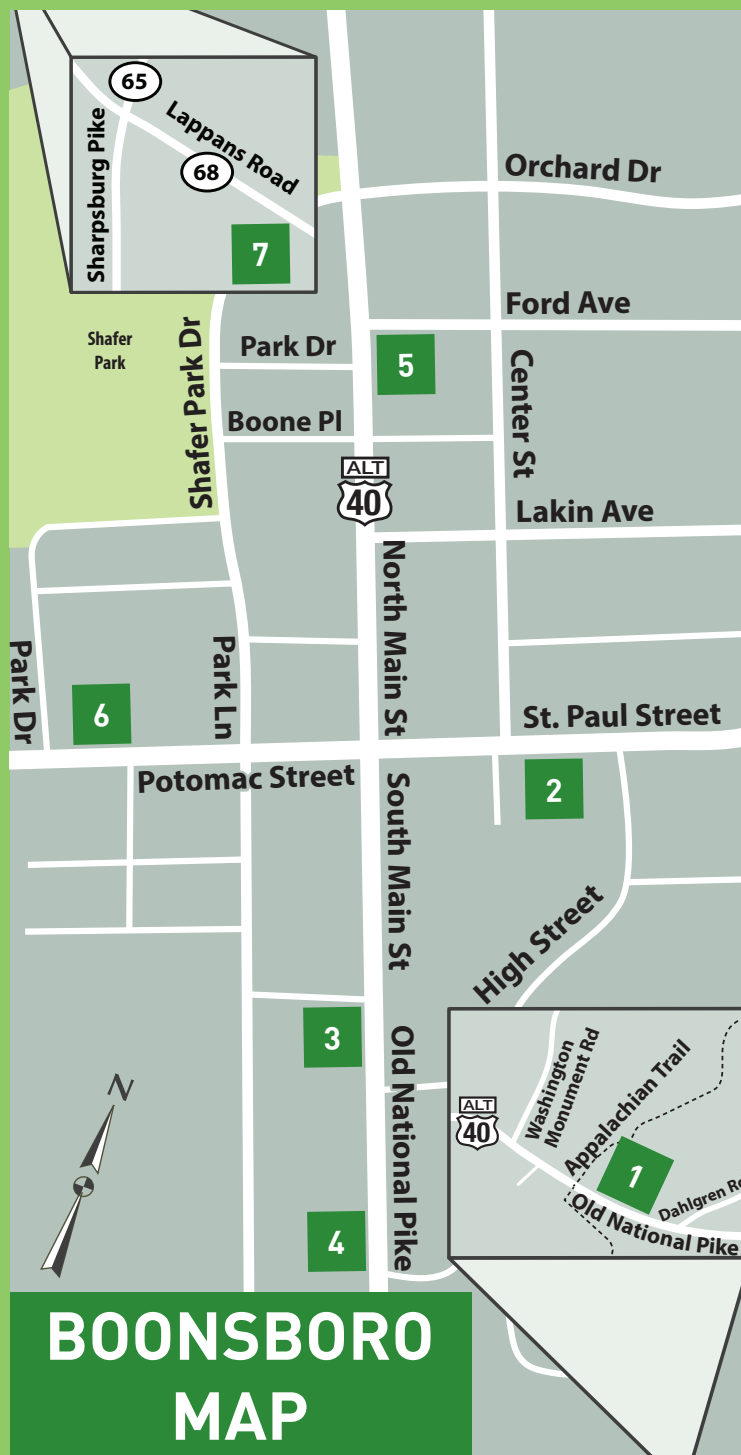 65
Lappans Road
68
Sharpsburg Pike
7
Orchard Dr
Ford Ave
Shafer
Park
Shafer Park Dr
Park Dr
5
Center St
Boone Pl
ALT
40
Lakin Ave
North Main St
Park Dr
6
Park Ln
St. Paul Street
Potomac Street
2
South Main St
High Street
3
Old National Pike
N
4
ALT
40
Washington
Monument Rd
Appalachian Trail
1
Dahlgren
Old National Pike
BOONSBORO
MAP